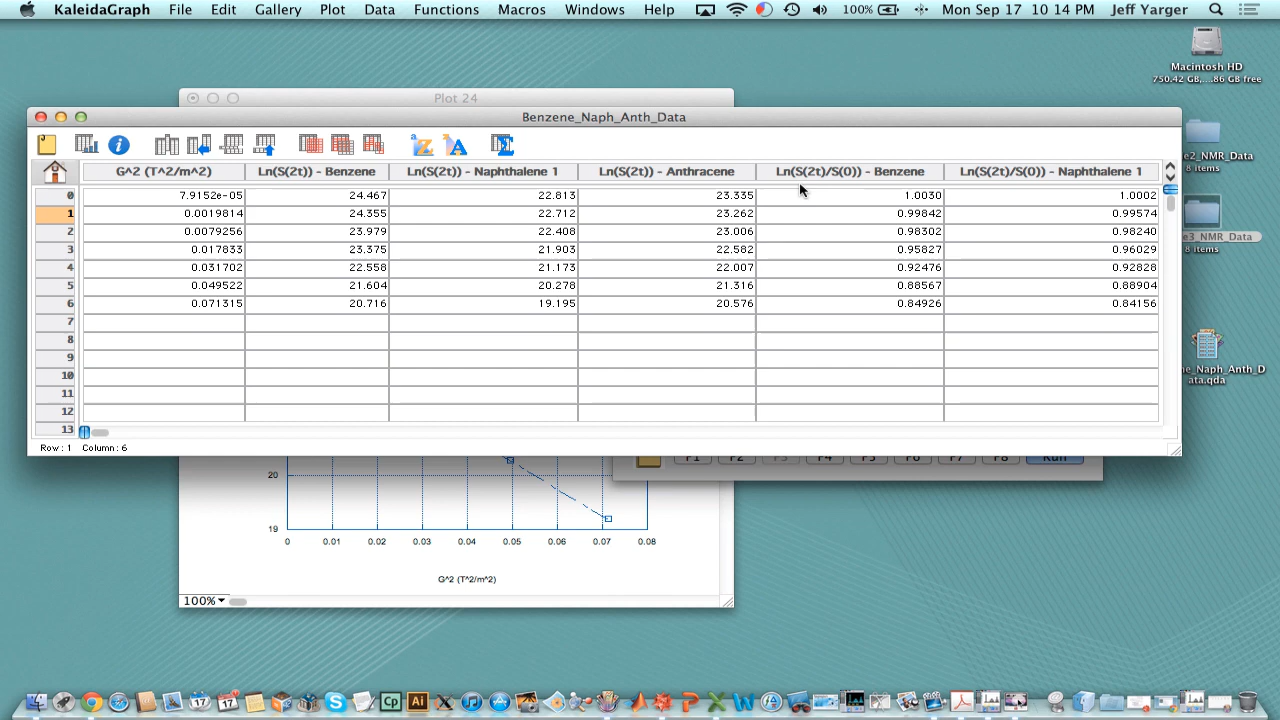 KaleidaGraph File Edit Gallery Plot Data Functions Macros Windows Help 100% Mon Sep 17 10:14 PM Jeff Yarger
Macintosh HD
750.42 GB,...86 GB free
Plot 24
Benzene_Naph_Anth_Data
G^2 (T^2/m^2) Ln(S(2t)) - Benzene Ln(S(2t)) - Naphthalene 1 Ln(S(2t)) - Anthracene Ln(S(2t)/S(0)) - Benzene Ln(S(2t)/S(0)) - Naphthalene 1
0 7.9152e-05 24.467 22.813 23.335 1.0030 1.0002
1 0.0019814 24.355 22.712 23.262 0.99842 0.99574
2 0.0079256 23.979 22.408 23.006 0.98302 0.98240
3 0.017833 23.375 21.903 22.582 0.95827 0.96029
4 0.031702 22.558 21.173 22.007 0.92476 0.92828
5 0.049522 21.604 20.278 21.316 0.88567 0.88904
6 0.071315 20.716 19.195 20.576 0.84926 0.84156
7
8
9
10
11
12
13
Row: 1 Column: 6
e2_NMR_Data
8 items
e3_NMR_Data
8 items
ne_Naph_Anth_D
ata.qda
F1 F2 F3 F4 F5 F6 F7 F8 Run
20
19
0 0.01 0.02 0.03 0.04 0.05 0.06 0.07 0.08
G^2 (T^2/m^2)
100%
17 17 Cp Ai